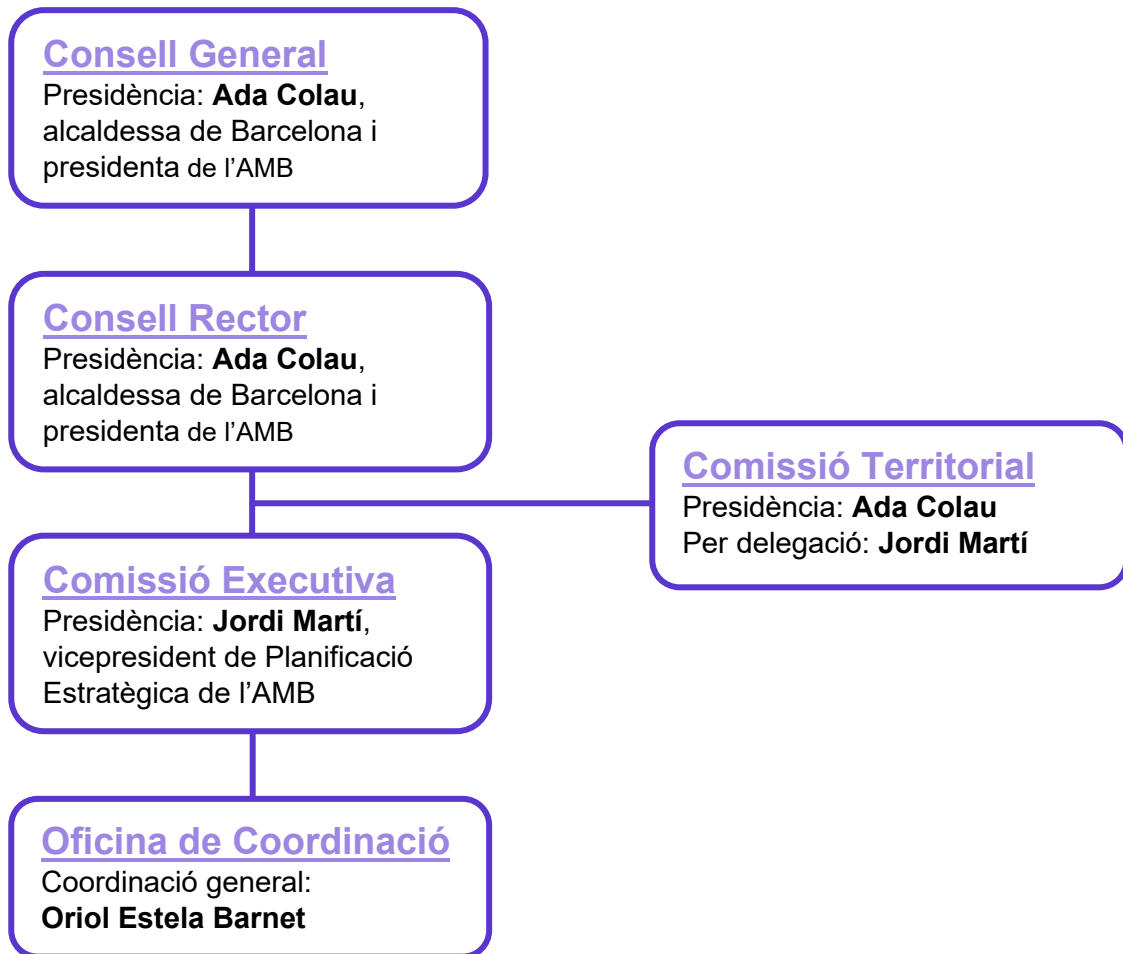 Consell General
Presidència: Ada Colau,
alcaldessa de Barcelona i
presidenta de l’AMB
Consell Rector
Presidència: Ada Colau,
alcaldessa de Barcelona i
presidenta de l’AMB
Comissió Territorial
Presidència: Ada Colau
Per delegació: Jordi Martí
Comissió Executiva
Presidència: Jordi Martí,
vicepresident de Planificació
Estratègica de l’AMB
Oficina de Coordinació
Coordinació general:
Oriol Estela Barnet